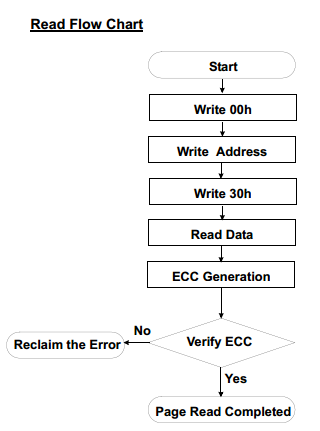 Read Flow Chart
Start
Write 00h
Write Address
Write 30h
Read Data
ECC Generation
Verify ECC
No
Reclaim the Error
Yes
Page Read Completed